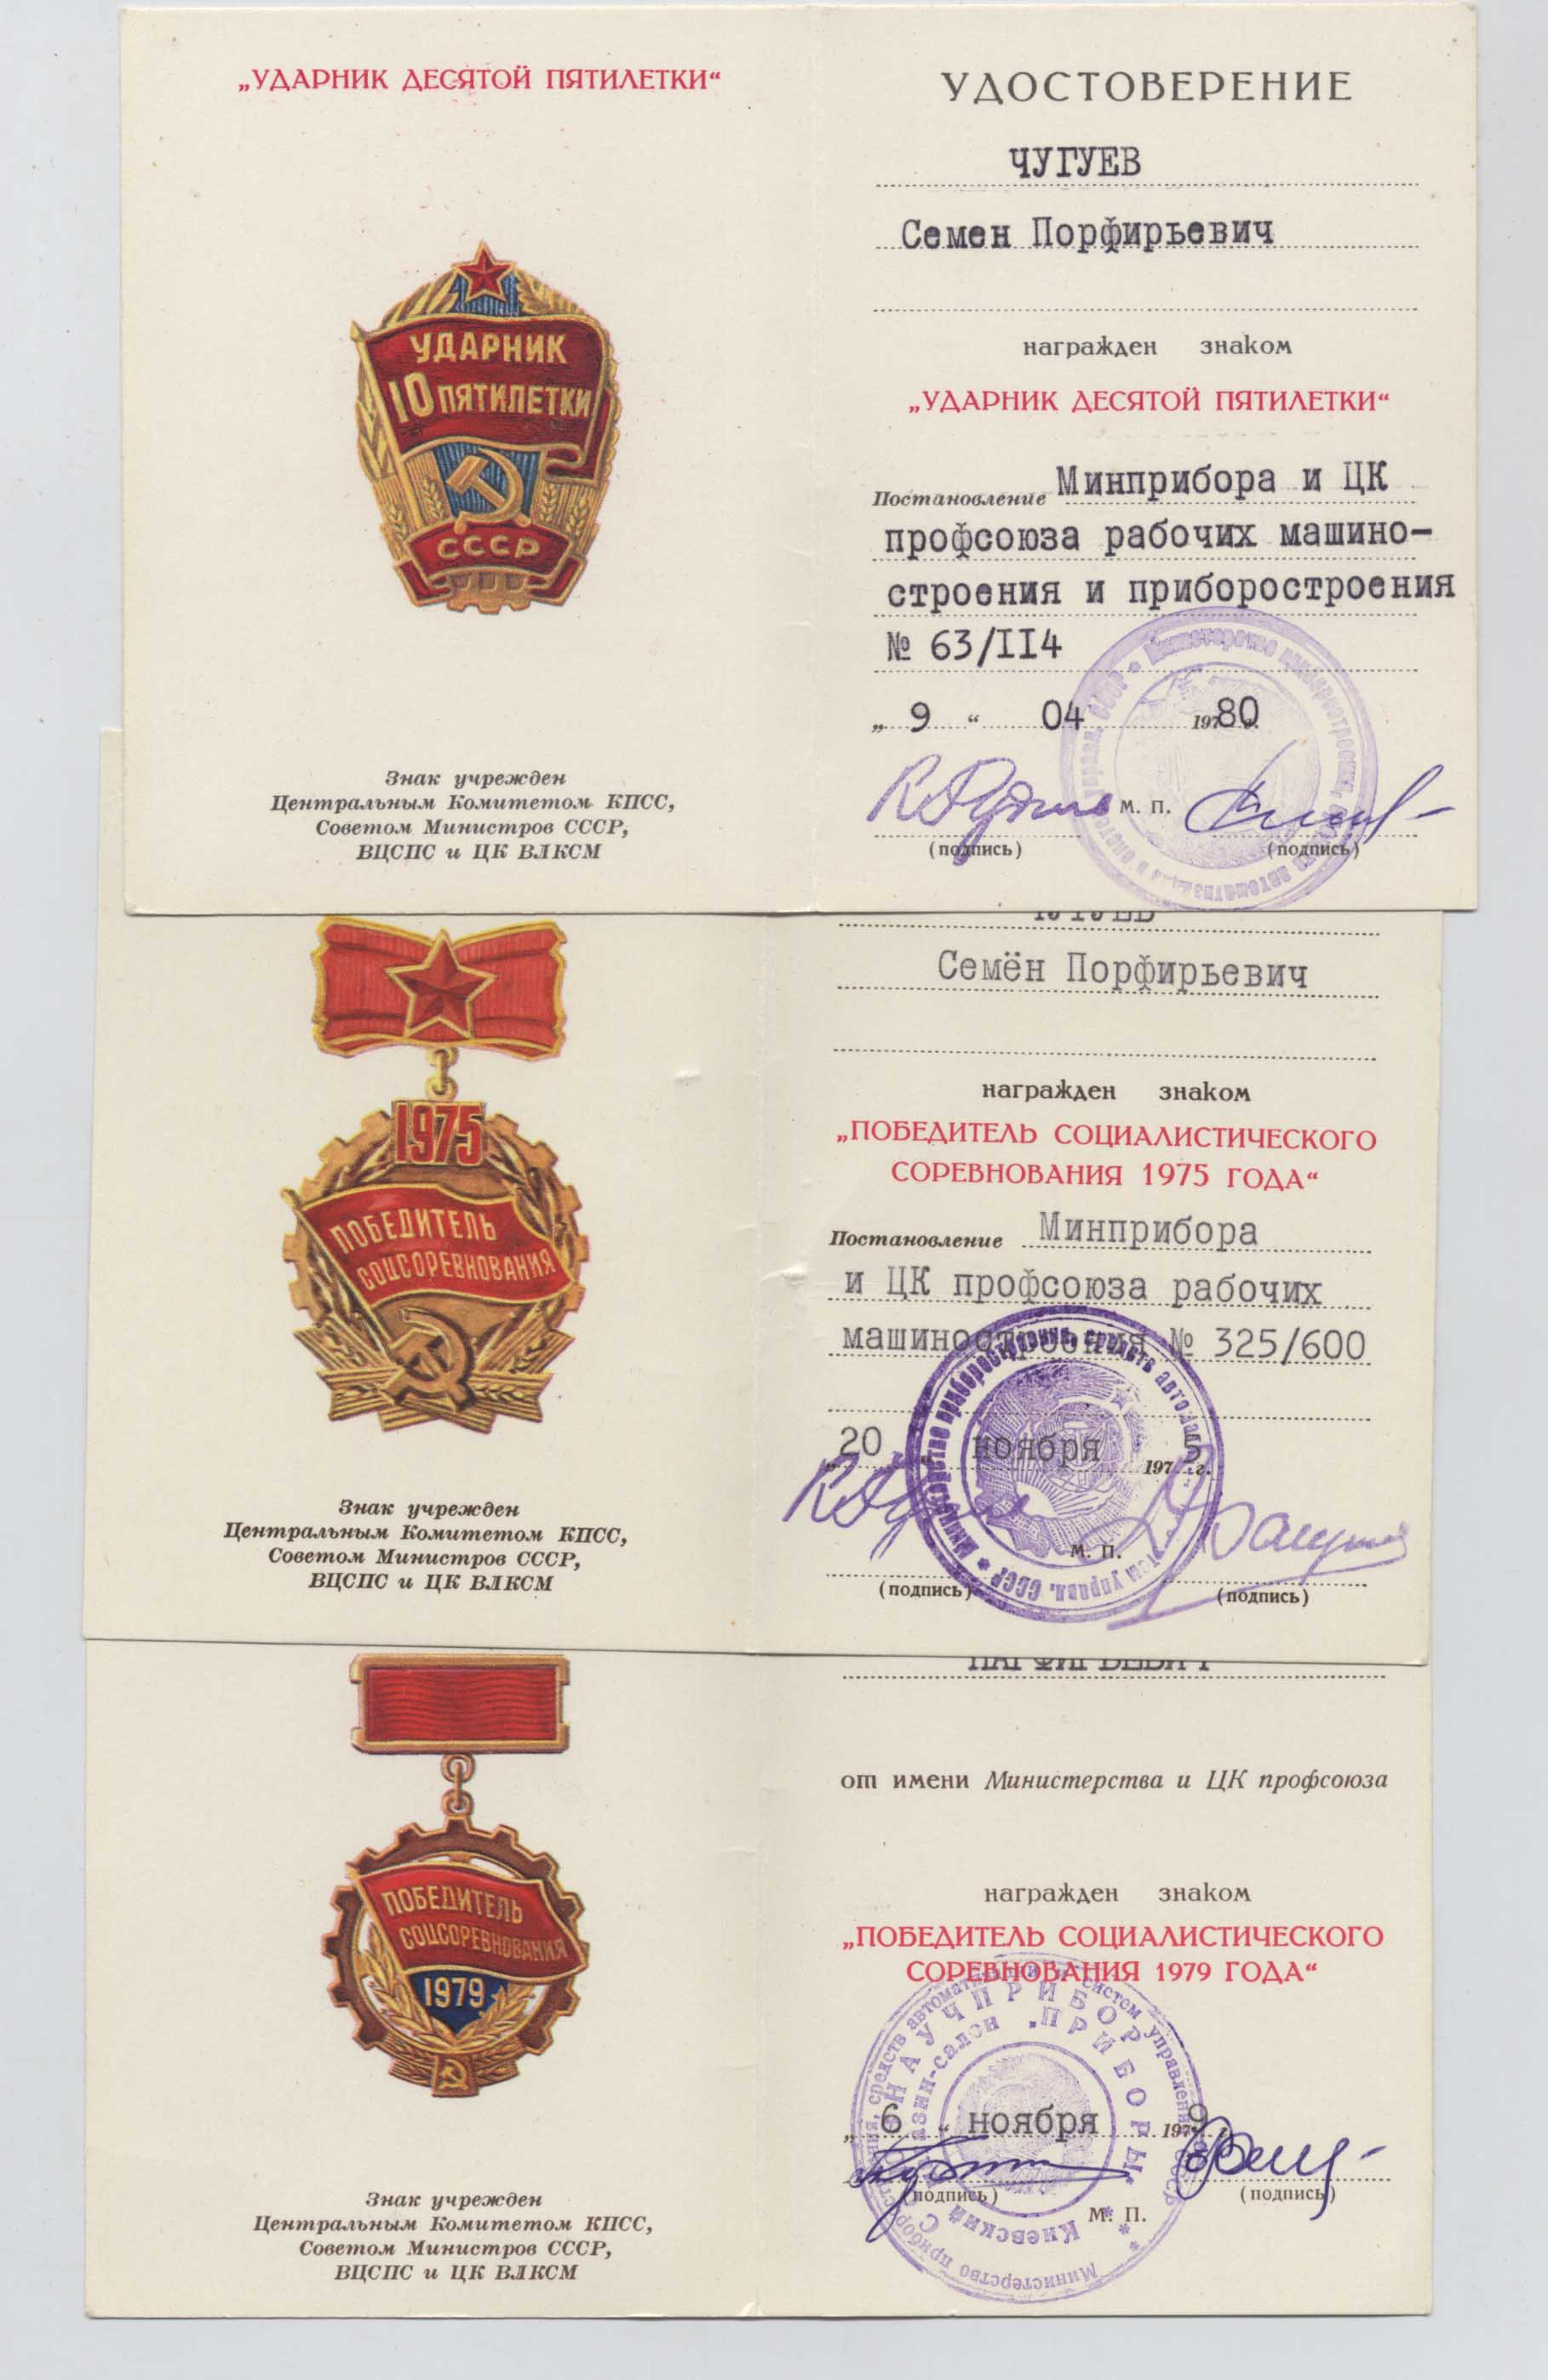 „УДАРНИК ДЕСЯТОЙ ПЯТИЛЕТКИ“
УДАРНИК
10 ПЯТИЛЕТКИ
СССР
Знак учрежден
Центральным Комитетом КПСС,
Советом Министров СССР,
ВЦСПС и ЦК ВЛКСМ
УДОСТОВЕРЕНИЕ
ЧУГУЕВ
Семен Порфирьевич
награжден знаком
„УДАРНИК ДЕСЯТОЙ ПЯТИЛЕТКИ“
Постановление Минприбора и ЦК
профсоюза рабочих машино-
строения и приборостроения
№ 63/II4
„ 9 “ 04 19780
м. п.
(подпись) (подпись)
1975
ПОБЕДИТЕЛЬ
СОЦСОРЕВНОВАНИЯ
Знак учрежден
Центральным Комитетом КПСС,
Советом Министров СССР,
ВЦСПС и ЦК ВЛКСМ
Семён Порфирьевич
награжден знаком
„ПОБЕДИТЕЛЬ СОЦИАЛИСТИЧЕСКОГО
СОРЕВНОВАНИЯ 1975 ГОДА“
Постановление Минприбора
и ЦК профсоюза рабочих
машиностроения № 325/600
„20 “ ноября 1975 г.
м. п.
(подпись) (подпись)
ПОБЕДИТЕЛЬ
СОЦСОРЕВНОВАНИЯ
1979
Знак учрежден
Центральным Комитетом КПСС,
Советом Министров СССР,
ВЦСПС и ЦК ВЛКСМ
от имени Министерства и ЦК профсоюза
награжден знаком
„ПОБЕДИТЕЛЬ СОЦИАЛИСТИЧЕСКОГО
СОРЕВНОВАНИЯ 1979 ГОДА“
„ 6 “ ноября 1979
(подпись) (подпись)
М. П.